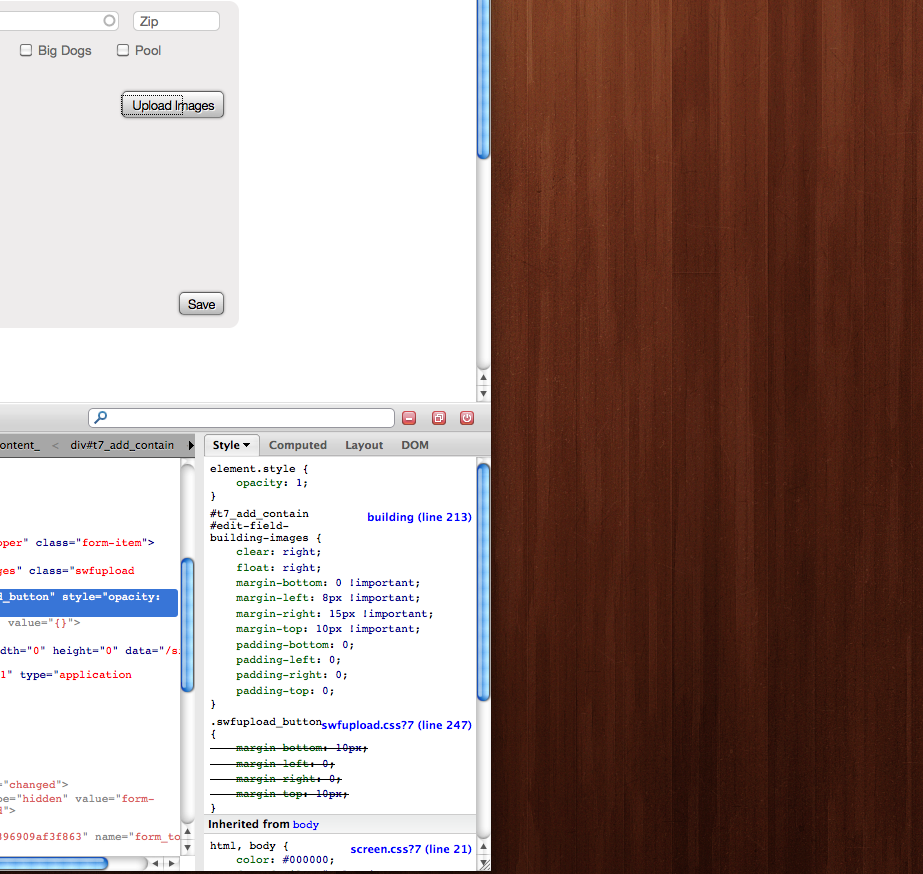 Zip
Big Dogs Pool
Upload Images
Save
ontent_ < div#t7_add_contain
Style Computed Layout DOM
oper" class="form-item">
ges" class="swfupload
d_button" style="opacity:
value="{}">
dth="0" height="0" data="/s
1" type="application
="changed">
pe="hidden" value="form-
">
896909af3f863" name="form_to
element.style {
opacity: 1;
}
#t7_add_contain building (line 213)
#edit-field-
building-images {
clear: right;
float: right;
margin-bottom: 0 !important;
margin-left: 8px !important;
margin-right: 15px !important;
margin-top: 10px !important;
padding-bottom: 0;
padding-left: 0;
padding-right: 0;
padding-top: 0;
}
.swfupload_button swfupload.css?7 (line 247)
{
margin-bottom: 10px;
margin-left: 0;
margin-right: 0;
margin-top: 10px;
}
Inherited from body
html, body { screen.css?7 (line 21)
color: #000000;